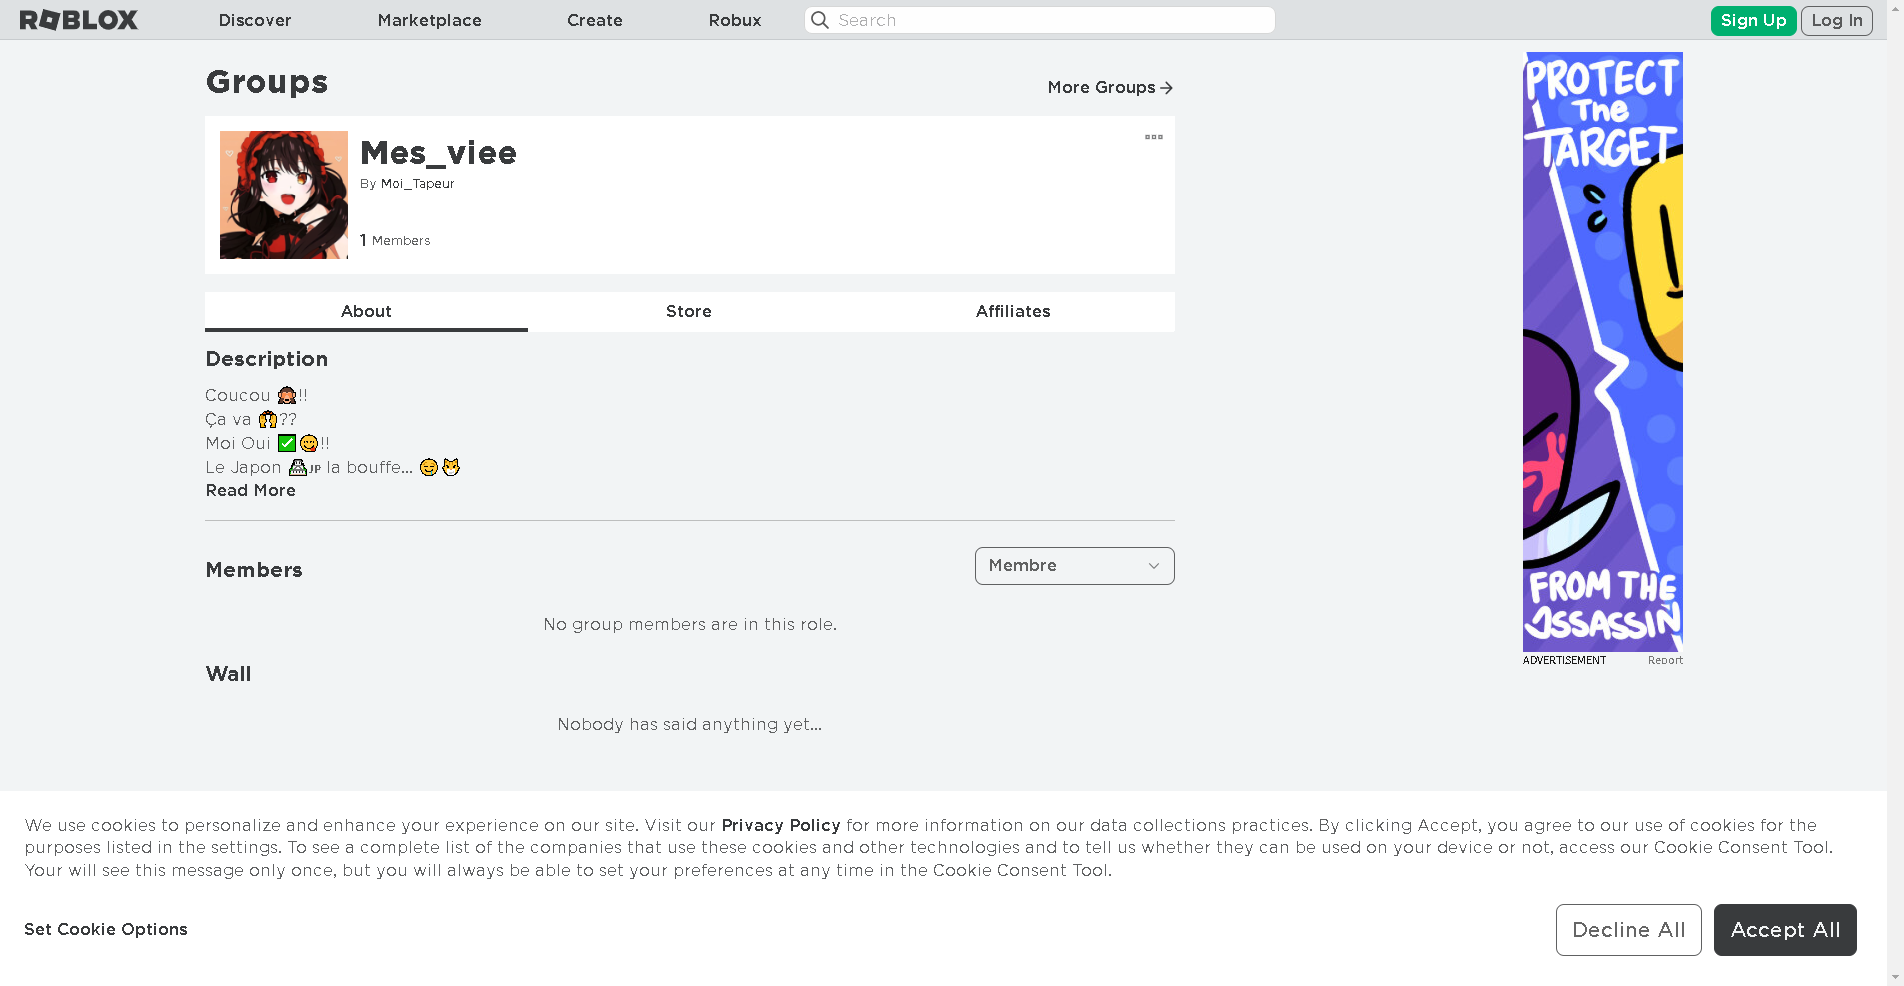 ROBLOX Discover Marketplace Create Robux Search Sign Up Log In
Groups
More Groups
Mes_viee
By Moi_Tapeur
1 Members
About Store Affiliates
Description
Coucou 🙈!!
Ça va 🙌??
Moi Oui ✅😋!!
Le Japon 🏯JP la bouffe... 😏😼
Read More
Members
Membre
No group members are in this role.
Wall
Nobody has said anything yet...
PROTECT
The
TARGET
FROM THE
ASSASSIN
ADVERTISEMENT Report
We use cookies to personalize and enhance your experience on our site. Visit our Privacy Policy for more information on our data collections practices. By clicking Accept, you agree to our use of cookies for the
purposes listed in the settings. To see a complete list of the companies that use these cookies and other technologies and to tell us whether they can be used on your device or not, access our Cookie Consent Tool.
Your will see this message only once, but you will always be able to set your preferences at any time in the Cookie Consent Tool.
Set Cookie Options
Decline All
Accept All